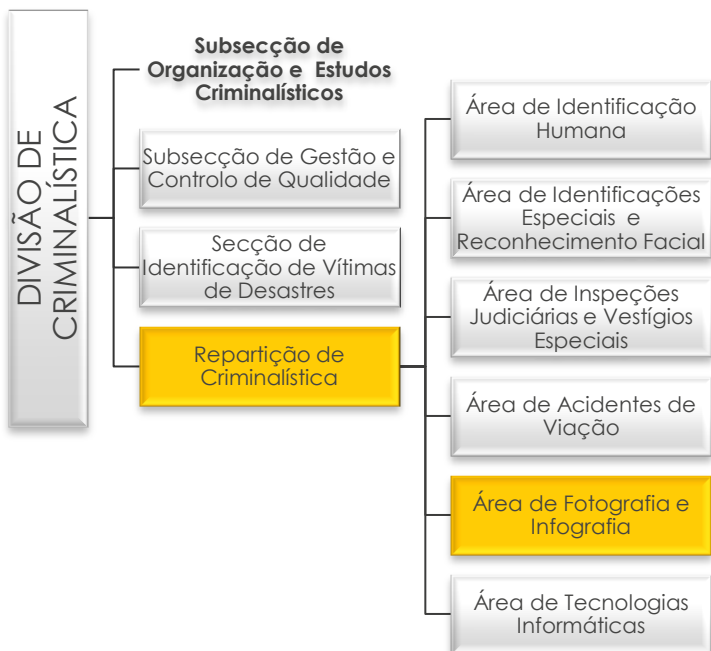 DIVISÃO DE
CRIMINALÍSTICA
Subsecção de
Organização e Estudos
Criminalísticos
Subsecção de Gestão e
Controlo de Qualidade
Secção de
Identificação de Vítimas
de Desastres
Repartição de
Criminalística
Área de Identificação
Humana
Área de Identificações
Especiais e
Reconhecimento Facial
Área de Inspeções
Judiciárias e Vestígios
Especiais
Área de Acidentes de
Viação
Área de Fotografia e
Infografia
Área de Tecnologias
Informáticas